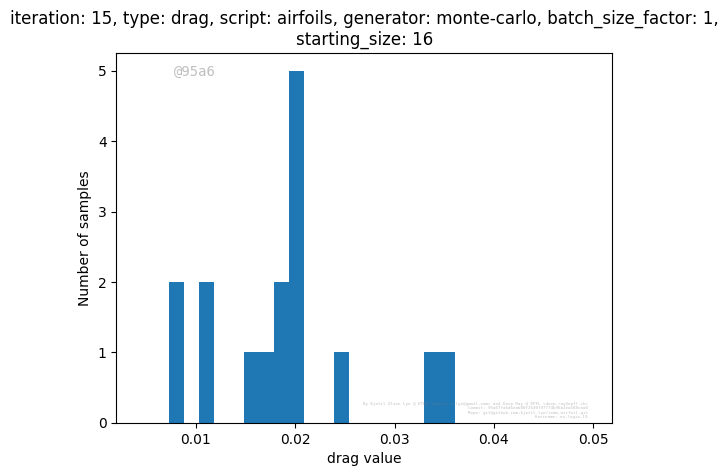 iteration: 15, type: drag, script: airfoils, generator: monte-carlo, batch_size_factor: 1,
starting_size: 16
@95a6
5
4
3
2
1
0
Number of samples
0.01 0.02 0.03 0.04 0.05
drag value